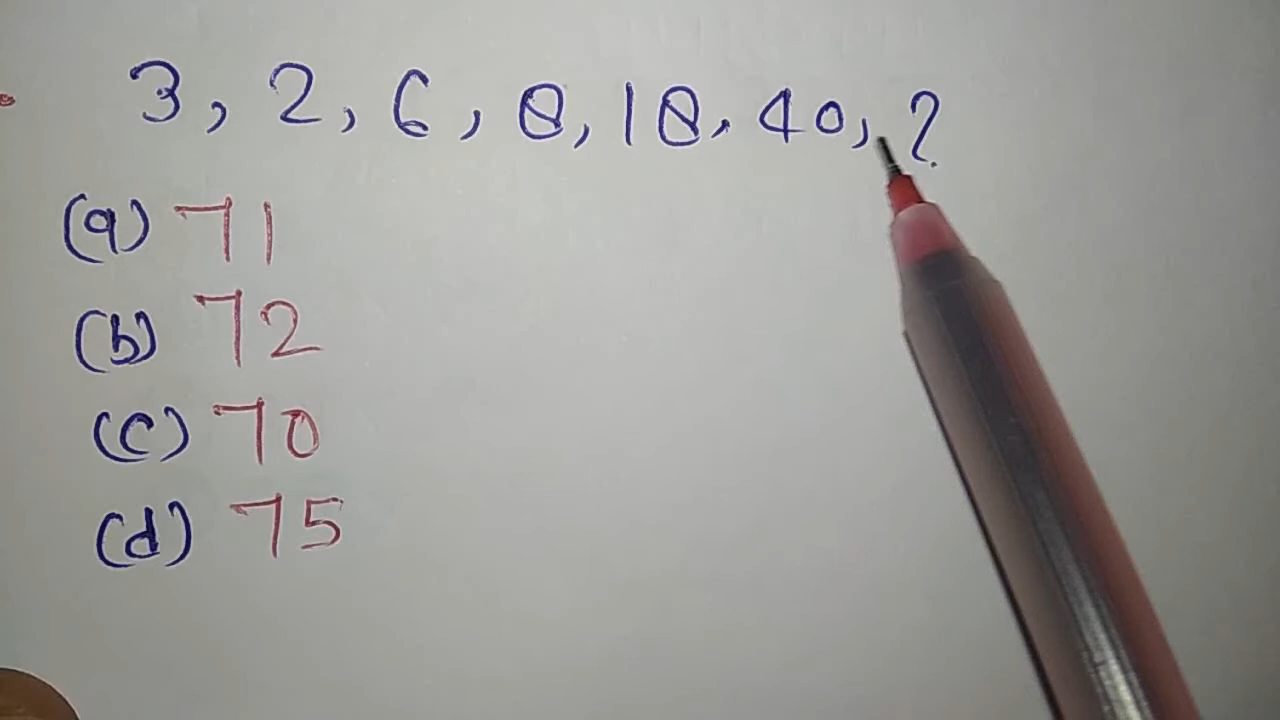 3, 2, 6, 8, 18, 40, ?
(a) 71
(b) 72
(c) 70
(d) 75